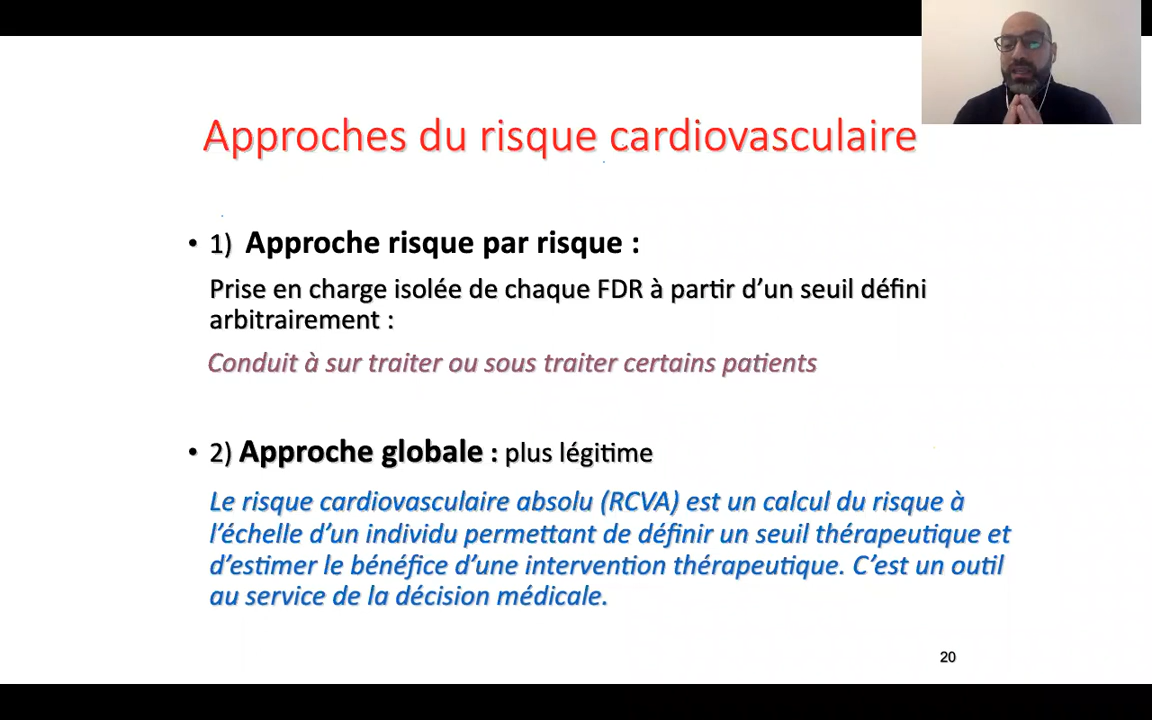 Approches du risque cardiovasculaire
• 1) Approche risque par risque :
Prise en charge isolée de chaque FDR à partir d’un seuil défini
arbitrairement :
Conduit à sur traiter ou sous traiter certains patients
• 2) Approche globale : plus légitime
Le risque cardiovasculaire absolu (RCVA) est un calcul du risque à
l’échelle d’un individu permettant de définir un seuil thérapeutique et
d’estimer le bénéfice d’une intervention thérapeutique. C’est un outil
au service de la décision médicale.
20